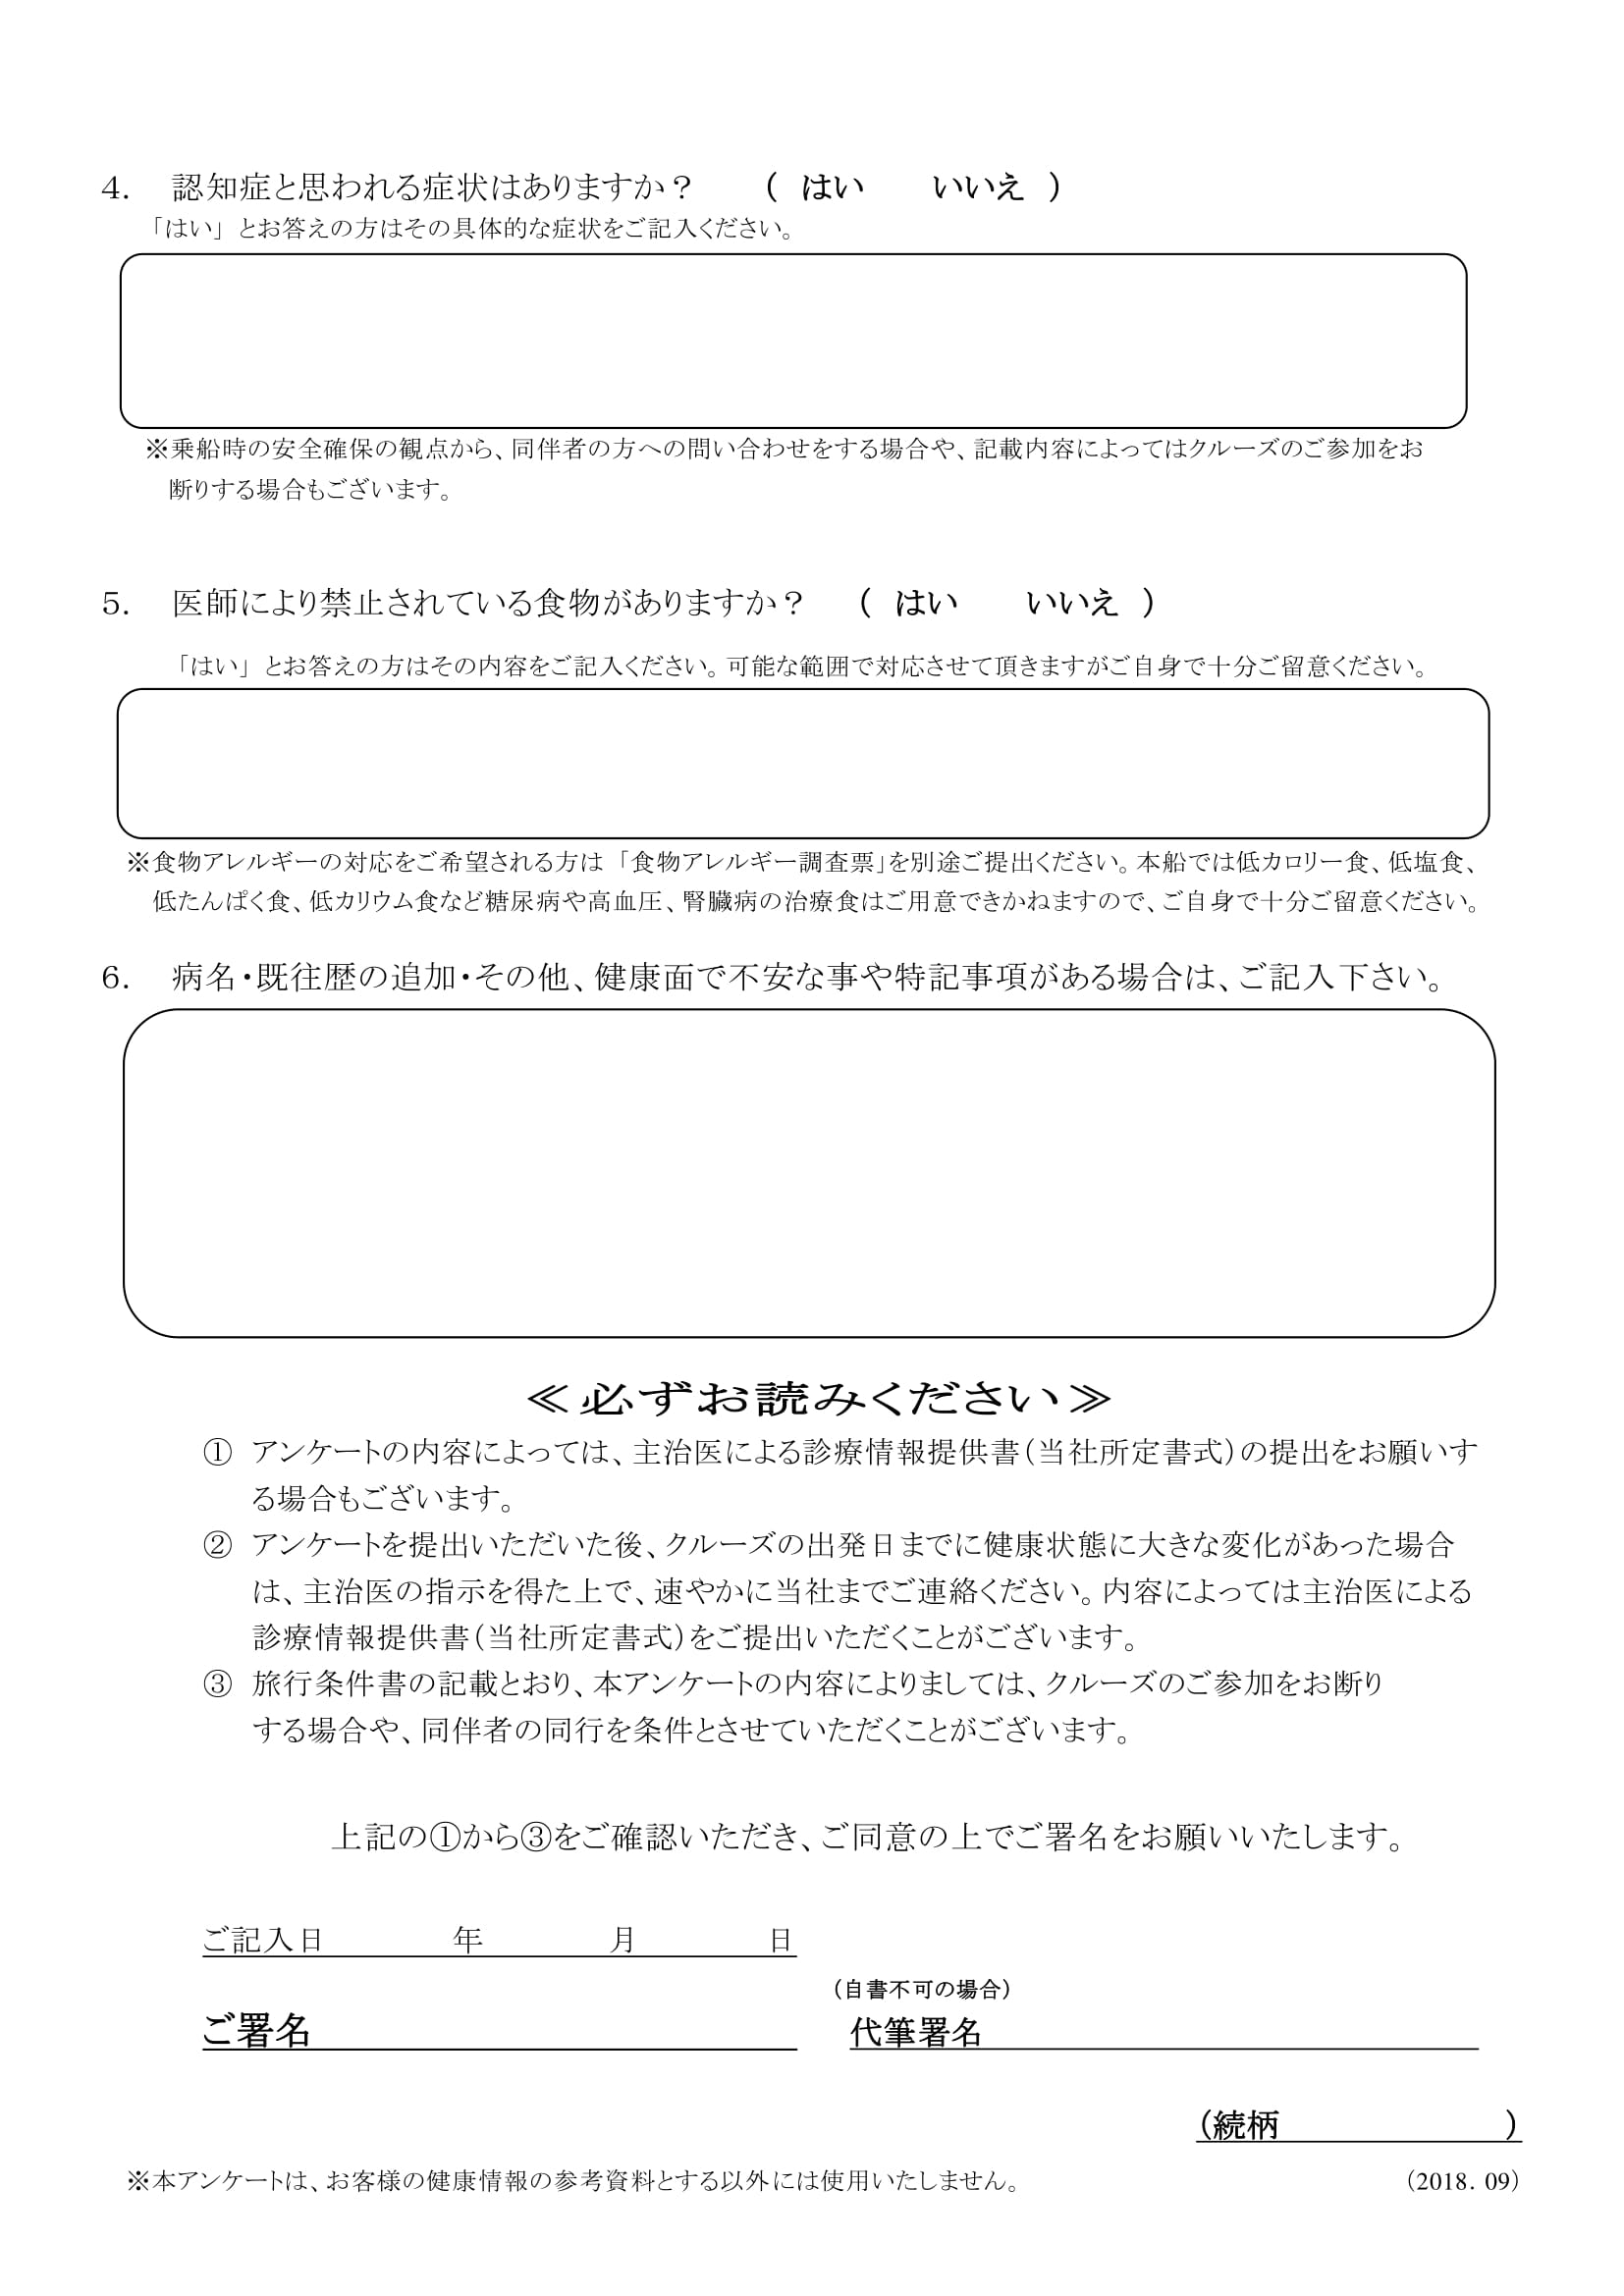 4.　認知症と思われる症状はありますか？　（ はい　　いいえ ）
「はい」とお答えの方はその具体的な症状をご記入ください。
※乗船時の安全確保の観点から、同伴者の方への問い合わせをする場合や、記載内容によってはクルーズのご参加をお
断りする場合もございます。
5.　医師により禁止されている食物がありますか？　（ はい　　いいえ ）
「はい」とお答えの方はその内容をご記入ください。可能な範囲で対応させて頂きますがご自身で十分ご留意ください。
※食物アレルギーの対応をご希望される方は「食物アレルギー調査票」を別途ご提出ください。本船では低カロリー食、低塩食、
低たんぱく食、低カリウム食など糖尿病や高血圧、腎臓病の治療食はご用意できかねますので、ご自身で十分ご留意ください。
6.　病名・既往歴の追加・その他、健康面で不安な事や特記事項がある場合は、ご記入下さい。
≪必ずお読みください≫
① アンケートの内容によっては、主治医による診療情報提供書（当社所定書式）の提出をお願いす
る場合もございます。
② アンケートを提出いただいた後、クルーズの出発日までに健康状態に大きな変化があった場合
は、主治医の指示を得た上で、速やかに当社までご連絡ください。内容によっては主治医による
診療情報提供書（当社所定書式）をご提出いただくことがございます。
③ 旅行条件書の記載とおり、本アンケートの内容によりましては、クルーズのご参加をお断り
する場合や、同伴者の同行を条件とさせていただくことがございます。
上記の①から③をご確認いただき、ご同意の上でご署名をお願いいたします。
ご記入日　　　　年　　　　月　　　　日
（自書不可の場合）
ご署名　　　　　　　　代筆署名
（続柄　　　　　　　）
※本アンケートは、お客様の健康情報の参考資料とする以外には使用いたしません。　　（2018. 09）